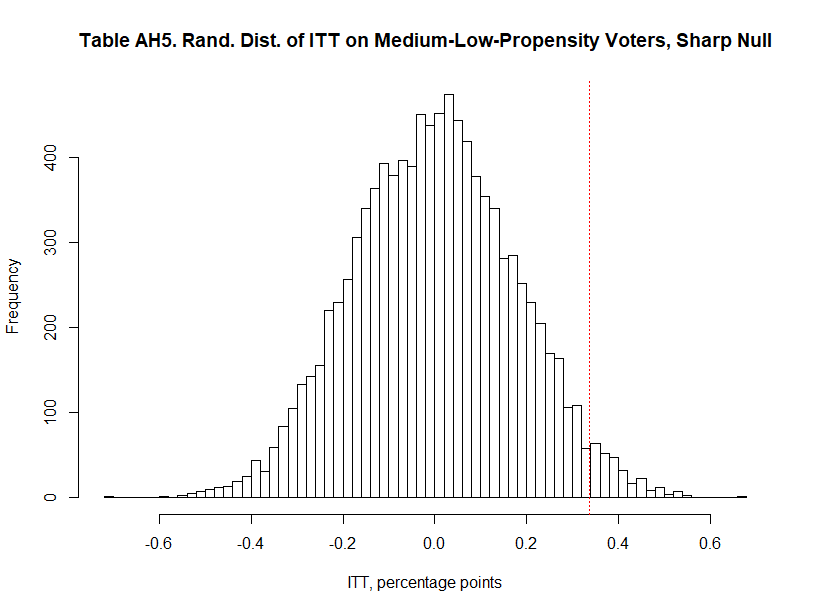 Table AH5. Rand. Dist. of ITT on Medium-Low-Propensity Voters, Sharp Null
Frequency
400
300
200
100
0
-0.6 -0.4 -0.2 0.0 0.2 0.4 0.6
ITT, percentage points